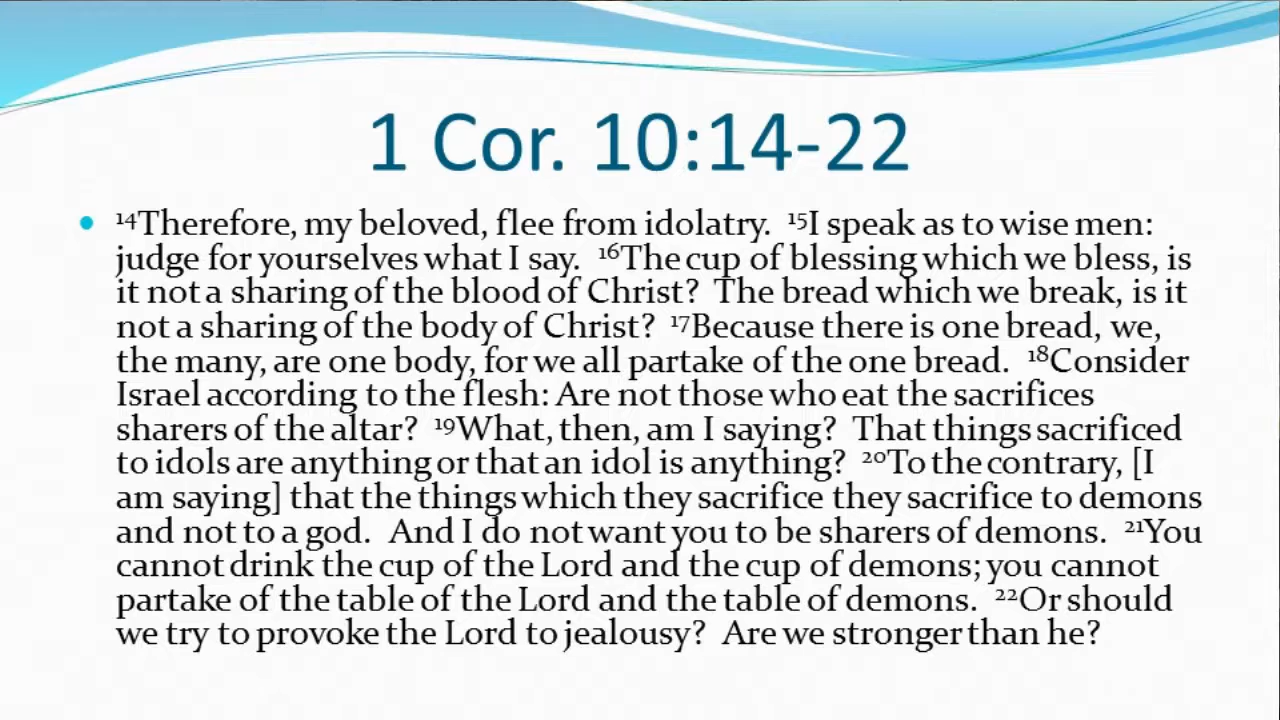 1 Cor. 10:14-22
• ¹⁴Therefore, my beloved, flee from idolatry. ¹⁵I speak as to wise men:
judge for yourselves what I say. ¹⁶The cup of blessing which we bless, is
it not a sharing of the blood of Christ? The bread which we break, is it
not a sharing of the body of Christ? ¹⁷Because there is one bread, we,
the many, are one body, for we all partake of the one bread. ¹⁸Consider
Israel according to the flesh: Are not those who eat the sacrifices
sharers of the altar? ¹⁹What, then, am I saying? That things sacrificed
to idols are anything or that an idol is anything? ²⁰To the contrary, [I
am saying] that the things which they sacrifice they sacrifice to demons
and not to a god. And I do not want you to be sharers of demons. ²¹You
cannot drink the cup of the Lord and the cup of demons; you cannot
partake of the table of the Lord and the table of demons. ²²Or should
we try to provoke the Lord to jealousy? Are we stronger than he?